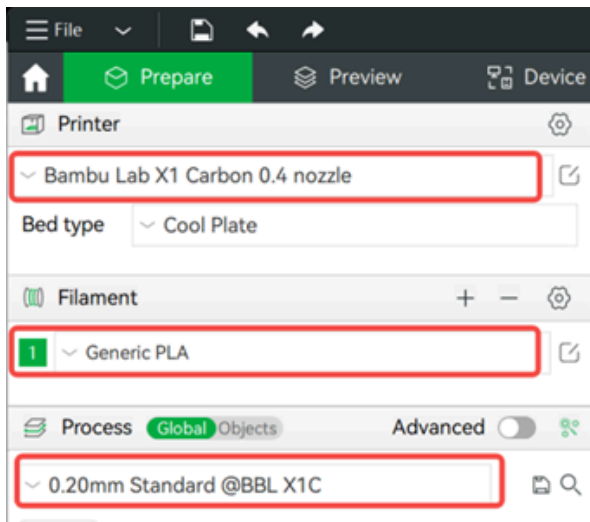 File
Prepare Preview Device
Printer
Bambu Lab X1 Carbon 0.4 nozzle
Bed type Cool Plate
Filament
1 Generic PLA
Process Global Objects Advanced
0.20mm Standard @BBL X1C